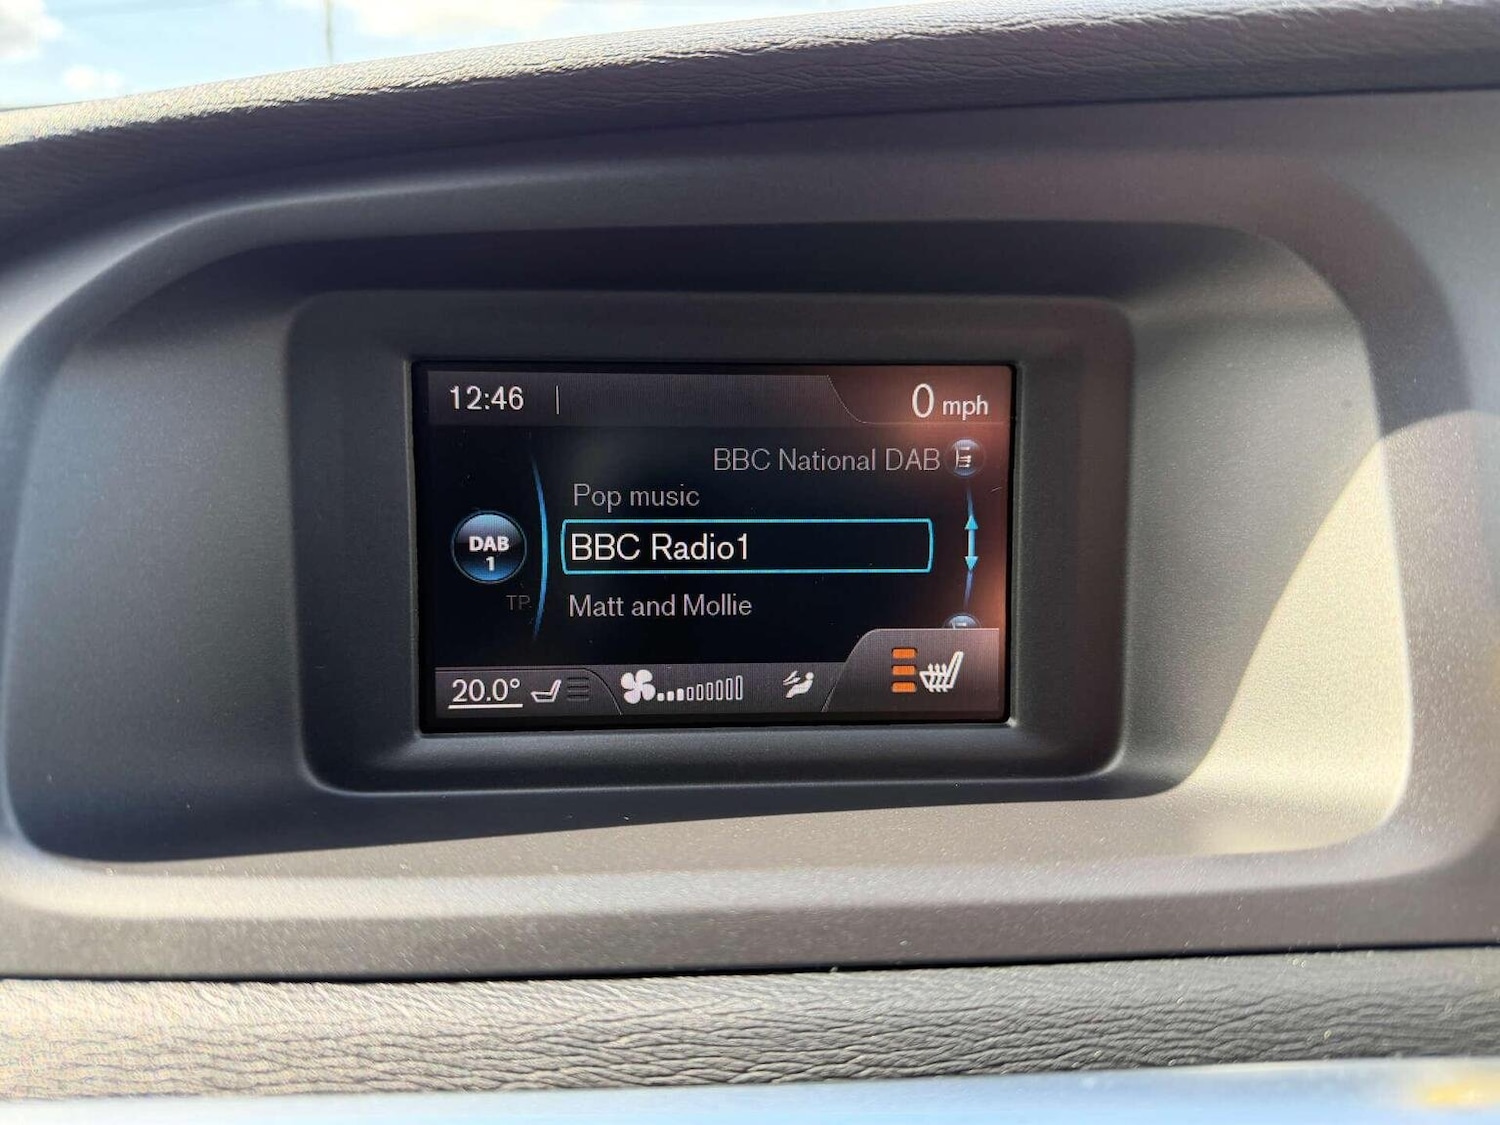 12:46
0 mph
BBC National DAB
Pop music
DAB
1
BBC Radio1
TP
Matt and Mollie
20.0°